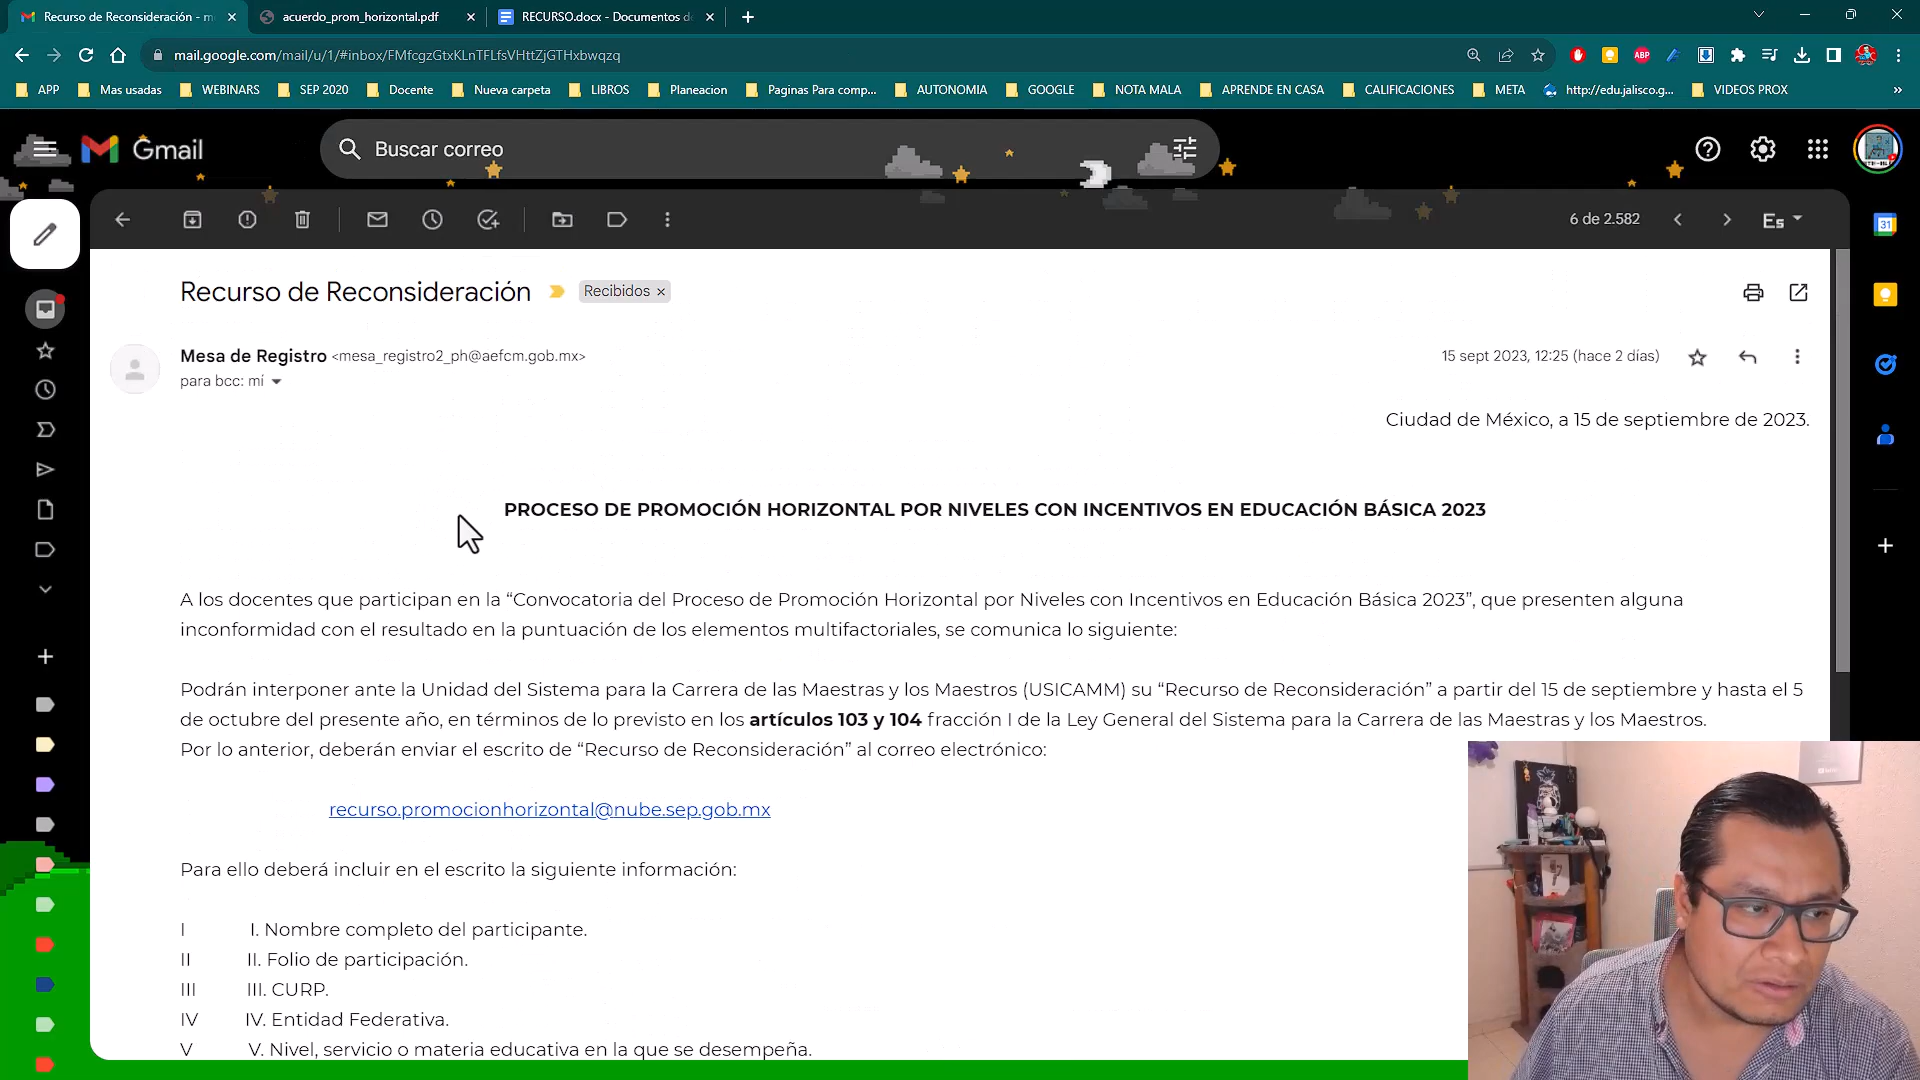 Recurso de Reconsideración - m
acuerdo_prom_horizontal.pdf
RECURSO.docx - Documentos de
mail.google.com/mail/u/1/#inbox/FMfcgzGtxKLnTFLfsVHttZjGTHxbwqzq
APP Mas usadas WEBINARS SEP 2020 Docente Nueva carpeta LIBROS Planeacion Paginas Para comp... AUTONOMIA GOOGLE NOTA MALA APRENDE EN CASA CALIFICACIONES META http://edu.jalisco.g... VIDEOS PROX »
Gmail
Buscar correo
6 de 2.582
Es
Recurso de Reconsideración
Recibidos ×
Mesa de Registro <mesa_registro2_ph@aefcm.gob.mx>
15 sept 2023, 12:25 (hace 2 días)
para bcc: mí
Ciudad de México, a 15 de septiembre de 2023.
PROCESO DE PROMOCIÓN HORIZONTAL POR NIVELES CON INCENTIVOS EN EDUCACIÓN BÁSICA 2023
A los docentes que participan en la “Convocatoria del Proceso de Promoción Horizontal por Niveles con Incentivos en Educación Básica 2023”, que presenten alguna
inconformidad con el resultado en la puntuación de los elementos multifactoriales, se comunica lo siguiente:
Podrán interponer ante la Unidad del Sistema para la Carrera de las Maestras y los Maestros (USICAMM) su “Recurso de Reconsideración” a partir del 15 de septiembre y hasta el 5
de octubre del presente año, en términos de lo previsto en los artículos 103 y 104 fracción I de la Ley General del Sistema para la Carrera de las Maestras y los Maestros.
Por lo anterior, deberán enviar el escrito de “Recurso de Reconsideración” al correo electrónico:
recurso.promocionhorizontal@nube.sep.gob.mx
Para ello deberá incluir en el escrito la siguiente información:
I I. Nombre completo del participante.
II II. Folio de participación.
III III. CURP.
IV IV. Entidad Federativa.
V V. Nivel, servicio o materia educativa en la que se desempeña.
31
ABP